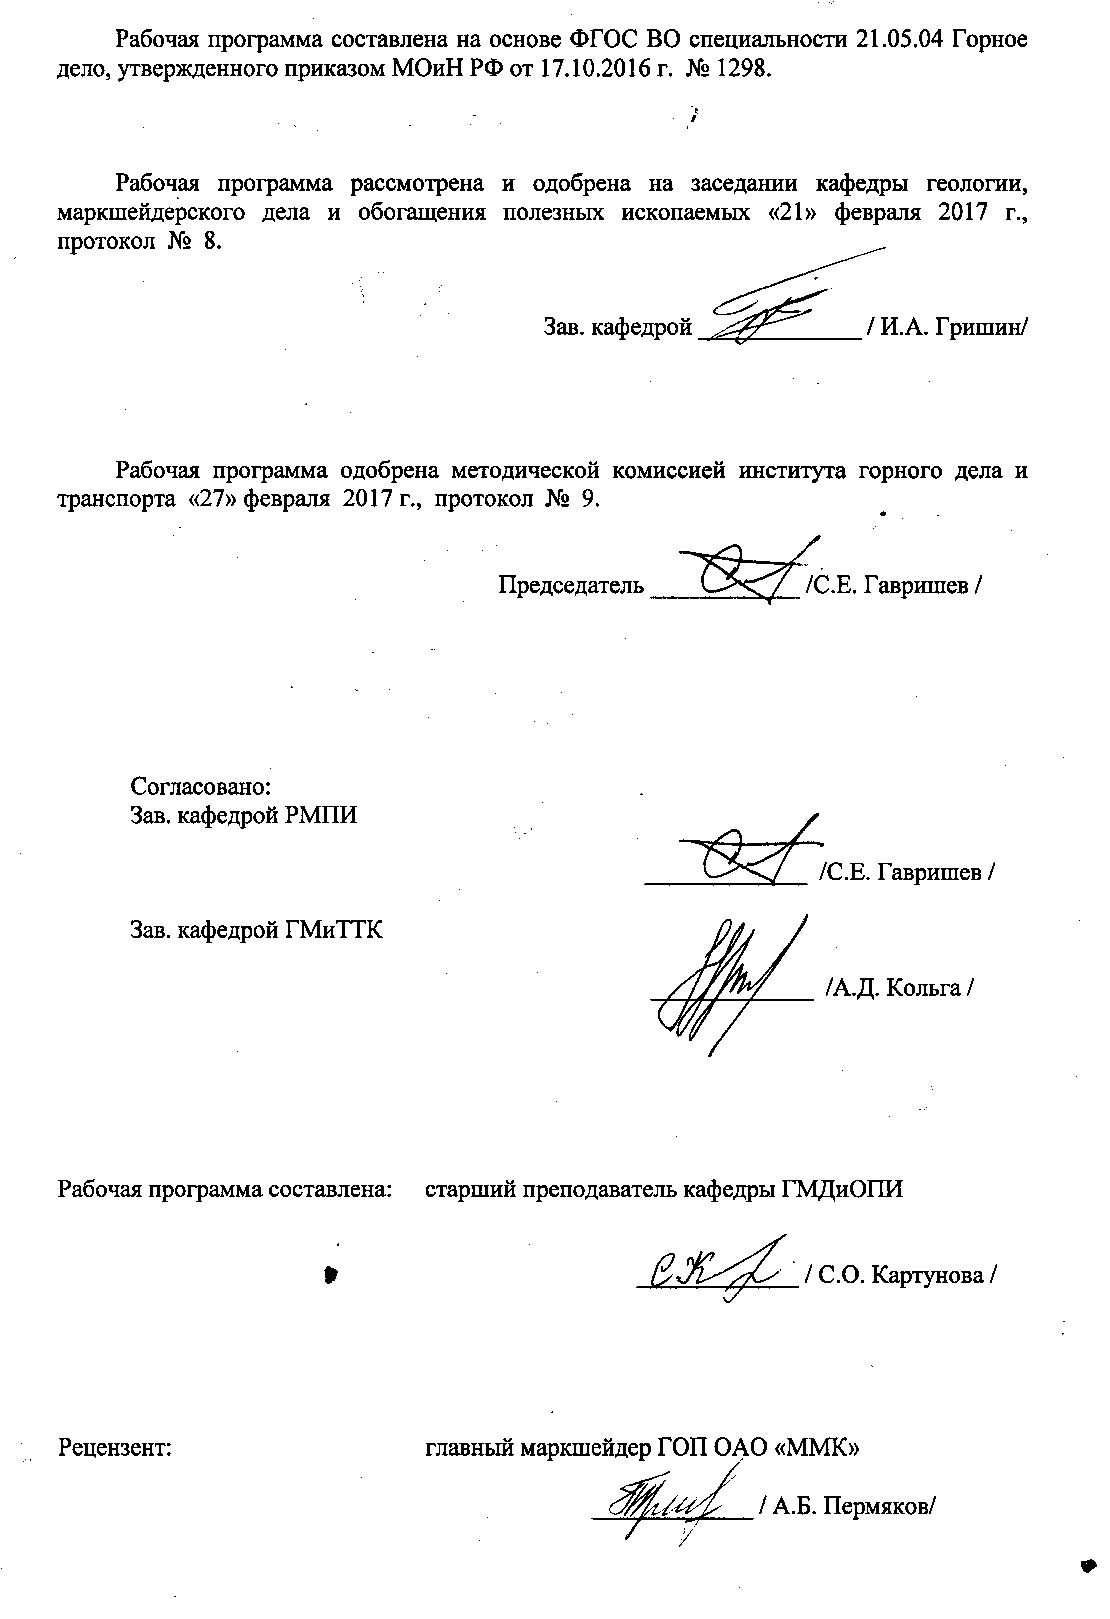 Рабочая программа составлена на основе ФГОС ВО специальности 21.05.04 Горное
дело, утвержденного приказом МОиН РФ от 17.10.2016 г. № 1298.
Рабочая программа рассмотрена и одобрена на заседании кафедры геологии,
маркшейдерского дела и обогащения полезных ископаемых «21» февраля 2017 г.,
протокол № 8.
Зав. кафедрой / И.А. Гришин/
Рабочая программа одобрена методической комиссией института горного дела и
транспорта «27» февраля 2017 г., протокол № 9.
Председатель /С.Е. Гавришев /
Согласовано:
Зав. кафедрой РМПИ
/С.Е. Гавришев /
Зав. кафедрой ГМиТТК
/А.Д. Кольга /
Рабочая программа составлена: старший преподаватель кафедры ГМДиОПИ
/ С.О. Картунова /
Рецензент: главный маркшейдер ГОП ОАО «ММК»
/ А.Б. Пермяков/